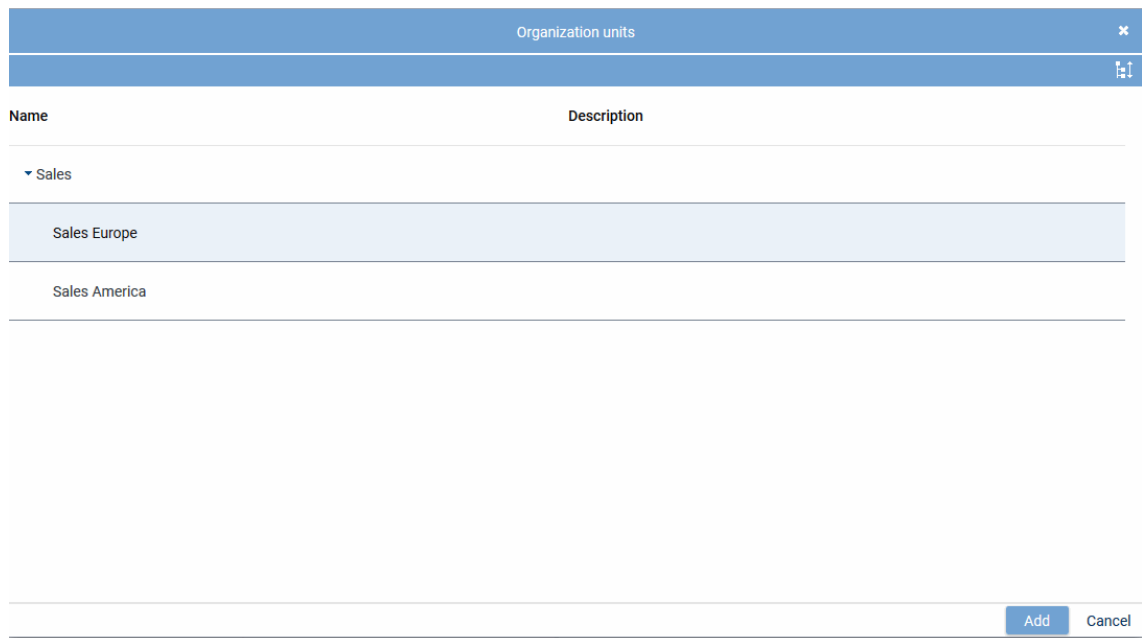 Organization units
Name Description
Sales
Sales Europe
Sales America
Add Cancel